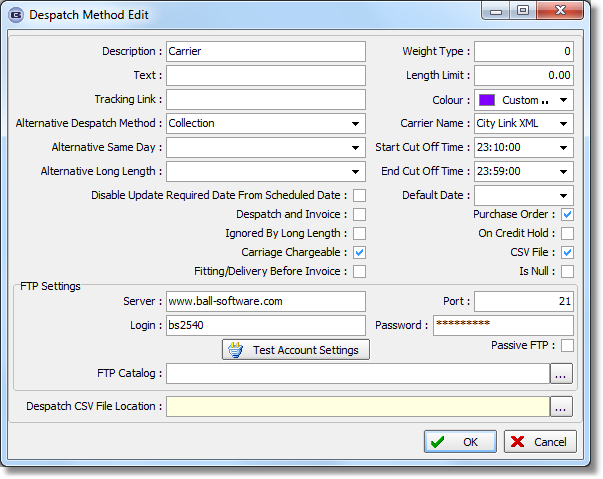 Despatch Method Edit
Description : Carrier Weight Type : 0
Text : Length Limit : 0.00
Tracking Link : Colour : Custom ..
Alternative Despatch Method : Collection Carrier Name : City Link XML
Alternative Same Day : Start Cut Off Time : 23:10:00
Alternative Long Length : End Cut Off Time : 23:59:00
Disable Update Required Date From Scheduled Date : Default Date :
Despatch and Invoice : Purchase Order :
Ignored By Long Length : On Credit Hold :
Carriage Chargeable : CSV File :
Fitting/Delivery Before Invoice : Is Null :
FTP Settings
Server : www.ball-software.com Port : 21
Login : bs2540 Password : *********
Test Account Settings Passive FTP :
FTP Catalog : ...
Despatch CSV File Location : ...
OK Cancel